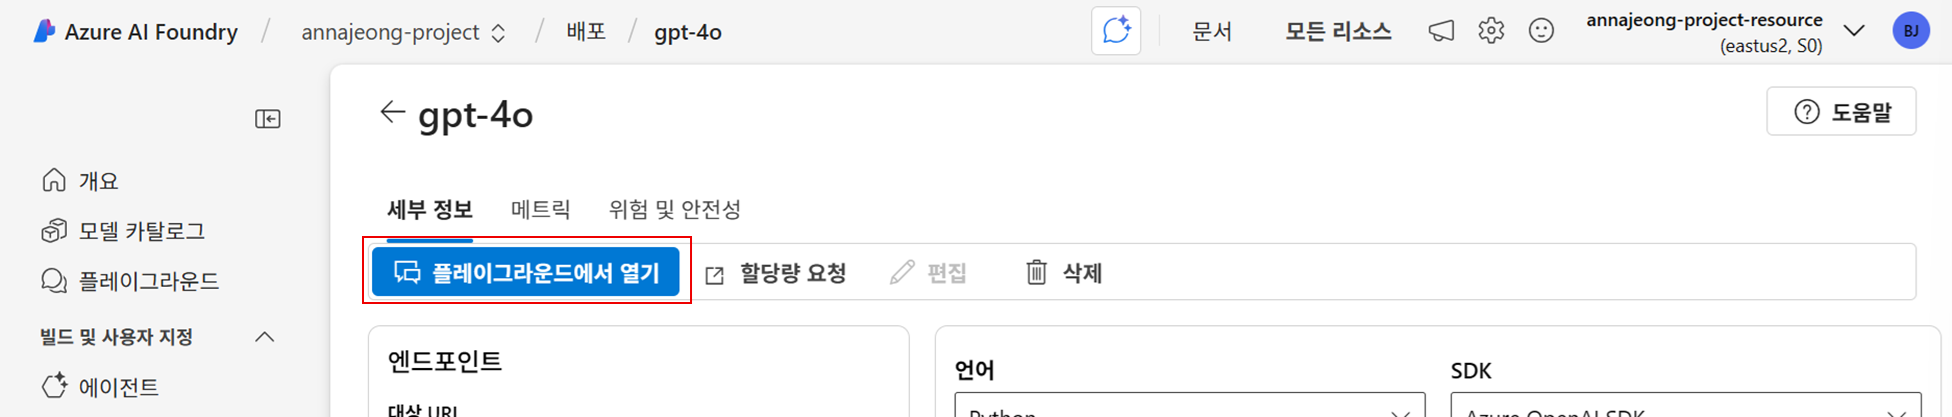 Azure AI Foundry / annajeong-project / 배포 / gpt-4o
문서
모든 리소스
annajeong-project-resource
(eastus2, S0)
BJ
개요
모델 카탈로그
플레이그라운드
빌드 및 사용자 지정
에이전트
gpt-4o
도움말
세부 정보
메트릭
위험 및 안전성
플레이그라운드에서 열기
할당량 요청
편집
삭제
엔드포인트
대상 URI
언어
Python
SDK
Azure OpenAI SDK